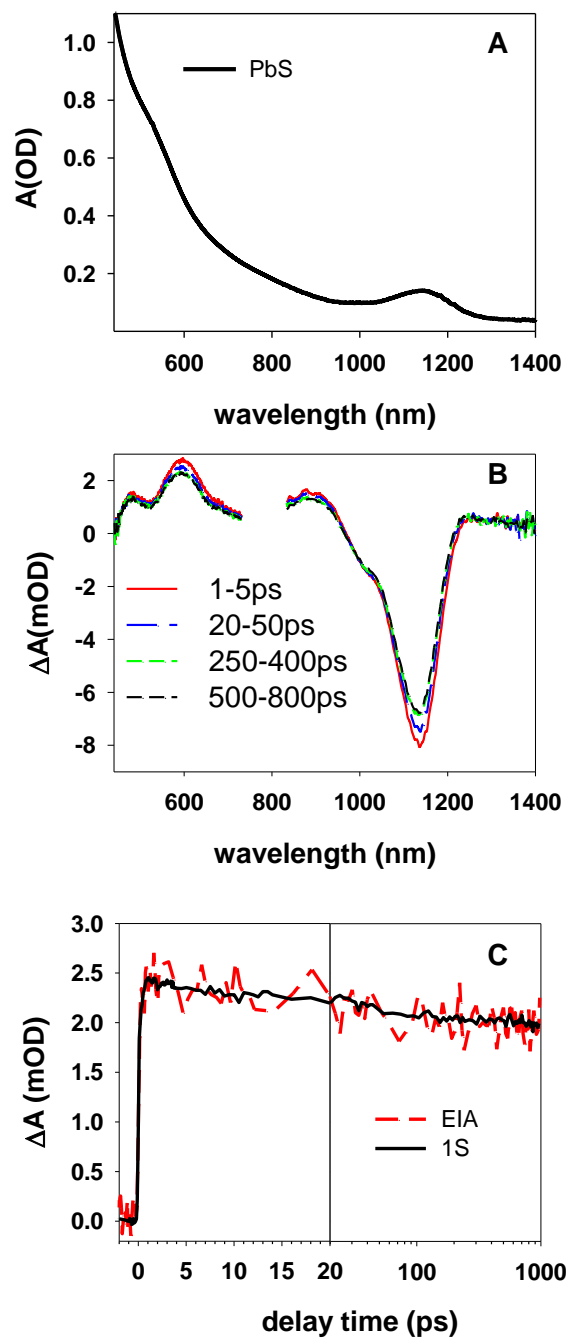 A
PbS
A(OD)
1.0
0.8
0.6
0.4
0.2
600 800 1000 1200 1400
wavelength (nm)
B
ΔA(mOD)
2
0
-2
-4
-6
-8
1-5ps
20-50ps
250-400ps
500-800ps
600 800 1000 1200 1400
wavelength (nm)
C
ΔA (mOD)
3.0
2.5
2.0
1.5
1.0
0.5
0.0
EIA
1S
0 5 10 15 20 100 1000
delay time (ps)